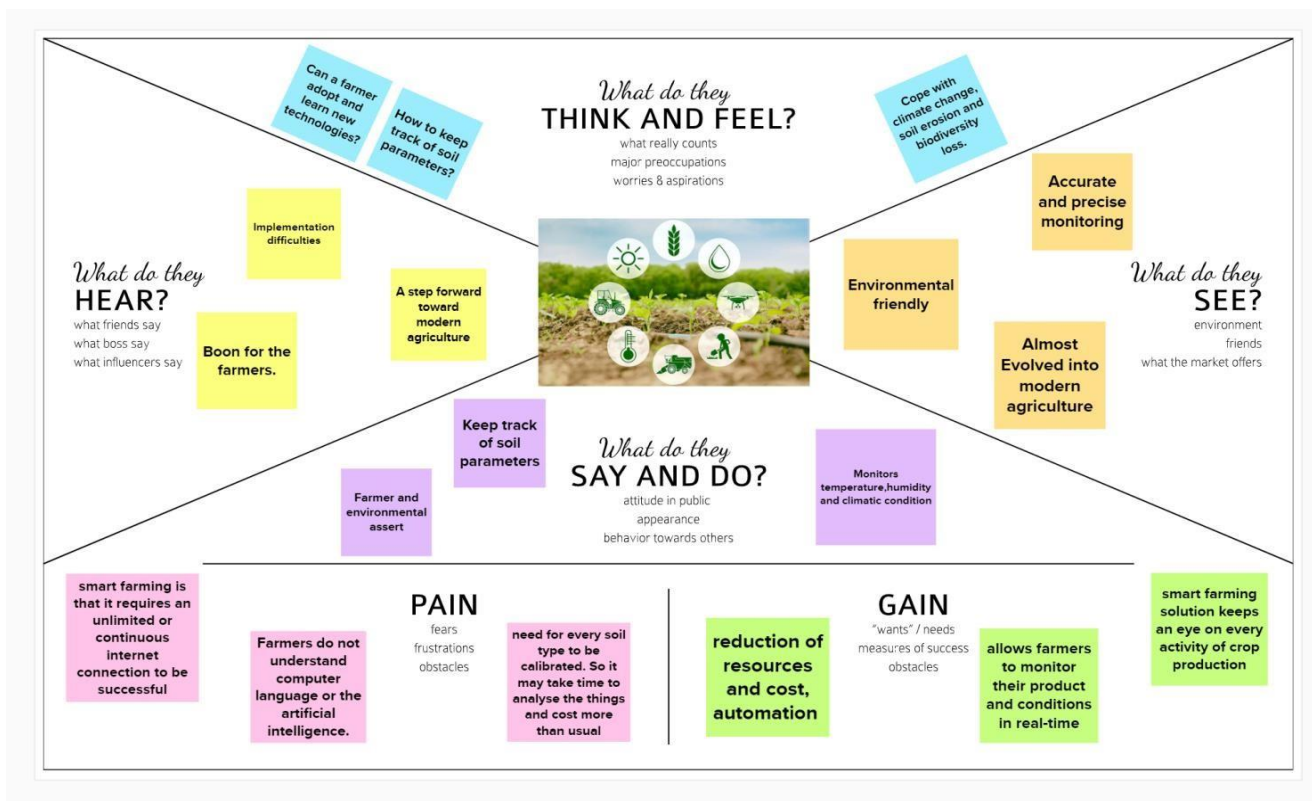 What do they
THINK AND FEEL?
what really counts
major preoccupations
worries & aspirations
Can a farmer
adopt and
learn new
technologies?
How to keep
track of soil
parameters?
Cope with
climate change,
soil erosion and
biodiversity
loss.
What do they
HEAR?
what friends say
what boss say
what influencers say
Implementation
difficulties
A step forward
toward
modern
agriculture
Boon for the
farmers.
What do they
SEE?
environment
friends
what the market offers
Accurate
and precise
monitoring
Environmental
friendly
Almost
Evolved into
modern
agriculture
What do they
SAY AND DO?
attitude in public
appearance
behavior towards others
Keep track
of soil
parameters
Farmer and
environmental
assert
Monitors
temperature,humidity
and climatic condition
PAIN
fears
frustrations
obstacles
smart farming is
that it requires an
unlimited or
continuous
internet
connection to be
successful
Farmers do not
understand
computer
language or the
artificial
intelligence.
need for every soil
type to be
calibrated. So it
may take time to
analyse the things
and cost more
than usual
GAIN
"wants" / needs
measures of success
obstacles
reduction of
resources
and cost,
automation
allows farmers
to monitor
their product
and conditions
in real-time
smart farming
solution keeps
an eye on every
activity of crop
production